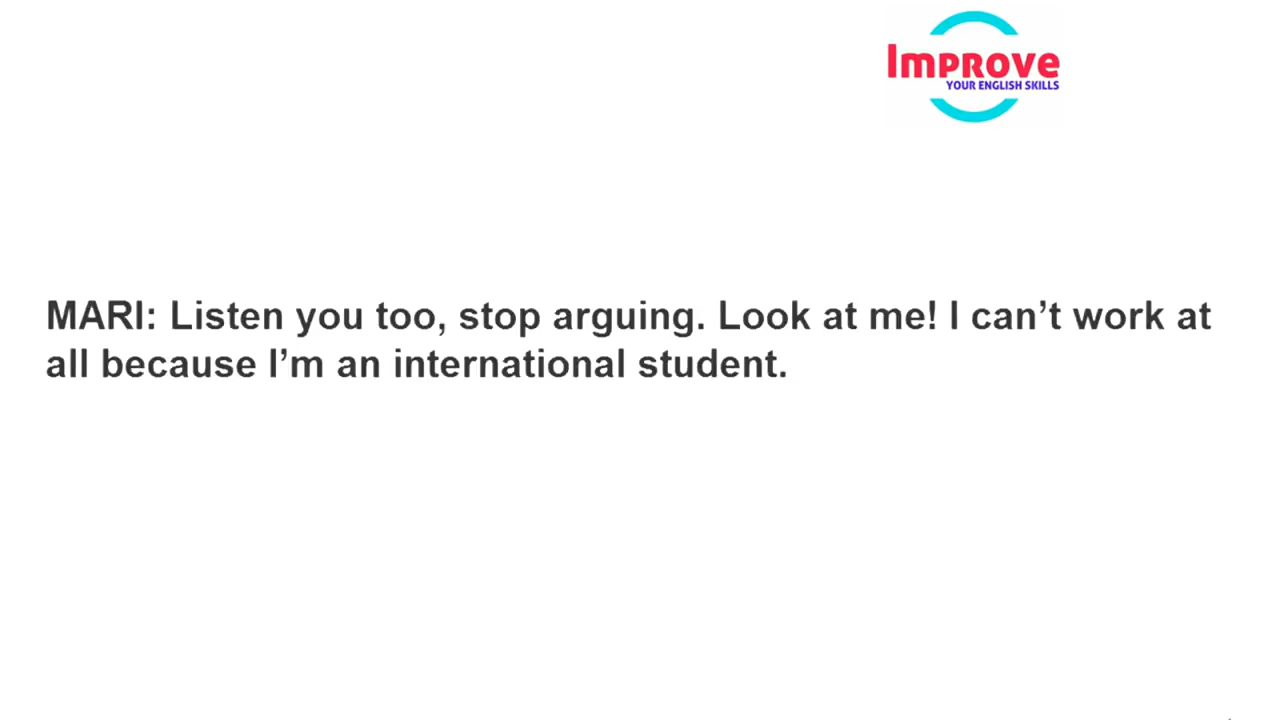 Improve
YOUR ENGLISH SKILLS
MARI: Listen you too, stop arguing. Look at me! I can’t work at
all because I’m an international student.